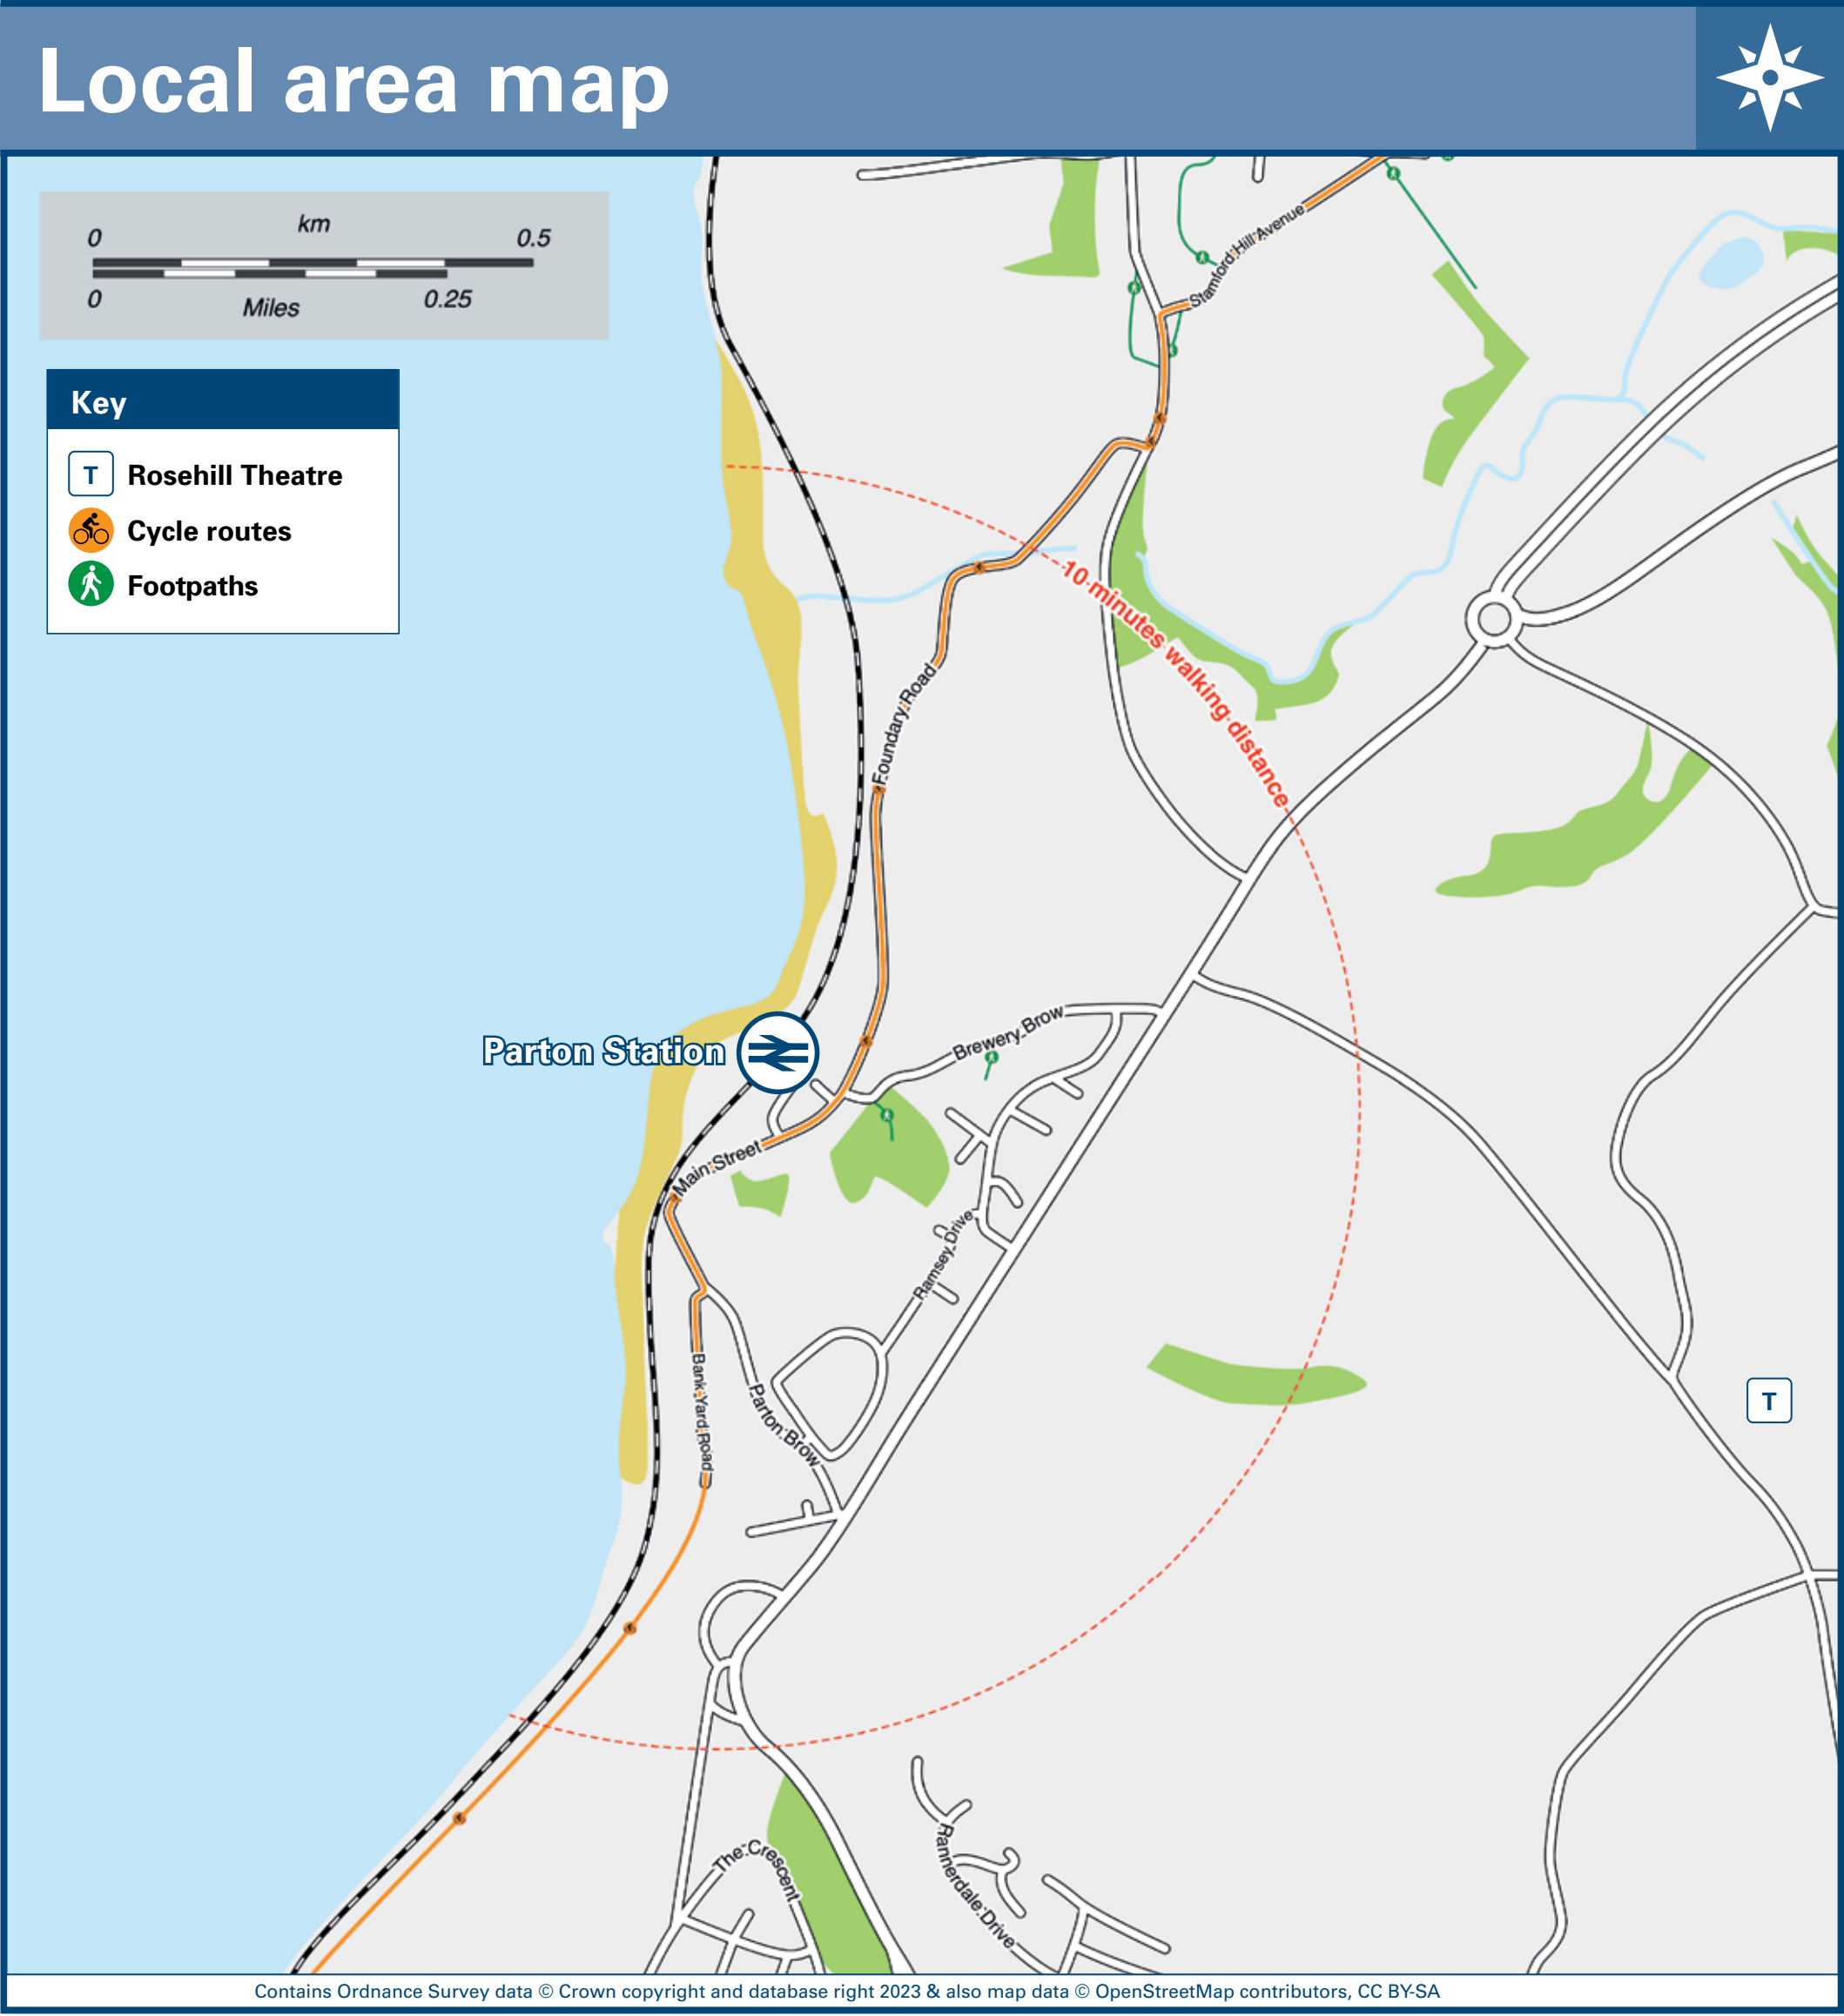 Local area map
km
0 0.5
0 0.25
Miles
Key
T Rosehill Theatre
Cycle routes
Footpaths
Stamford Hill Avenue
10 minutes walking distance
Foundary Road
Parton Station
Brewery Brow
Main Street
Ramsey Drive
Bank Yard Road
Parton Brow
T
The Crescent
Rannerdale Drive
Contains Ordnance Survey data © Crown copyright and database right 2023 & also map data © OpenStreetMap contributors, CC BY-SA